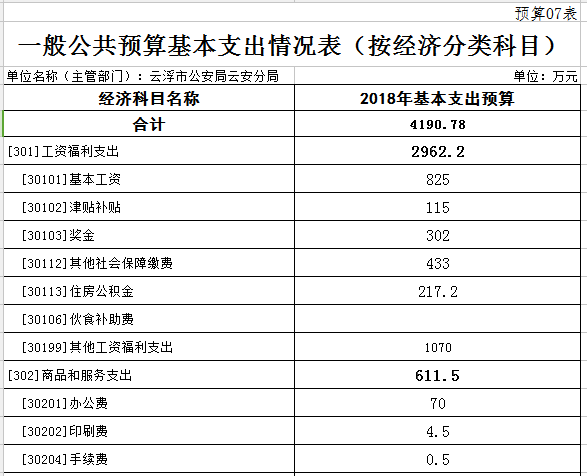 预算07表
一般公共预算基本支出情况表（按经济分类科目）
单位名称（主管部门）：云浮市公安局云安分局 单位：万元
经济科目名称 2018年基本支出预算
合计 4190.78
[301]工资福利支出 2962.2
[30101]基本工资 825
[30102]津贴补贴 115
[30103]奖金 302
[30112]其他社会保障缴费 433
[30113]住房公积金 217.2
[30106]伙食补助费
[30199]其他工资福利支出 1070
[302]商品和服务支出 611.5
[30201]办公费 70
[30202]印刷费 4.5
[30204]手续费 0.5